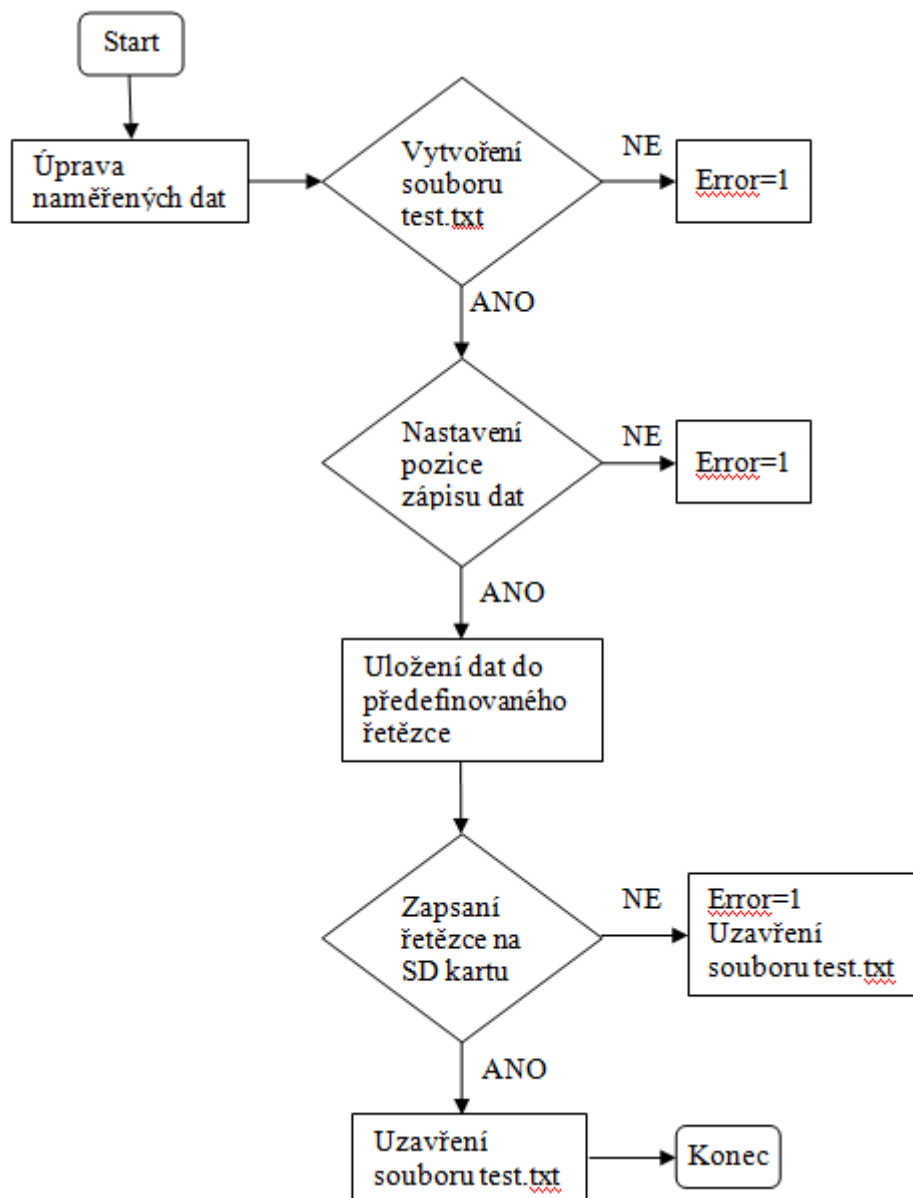 Start
Úprava
naměřených dat
Vytvoření
souboru
test.txt
NE
Error=1
ANO
Nastavení
pozice
zápisu dat
NE
Error=1
ANO
Uložení dat do
předefinovaného
řetězce
Zapsaní
řetězce na
SD kartu
NE
Error=1
Uzavření
souboru test.txt
ANO
Uzavření
souboru test.txt
Konec